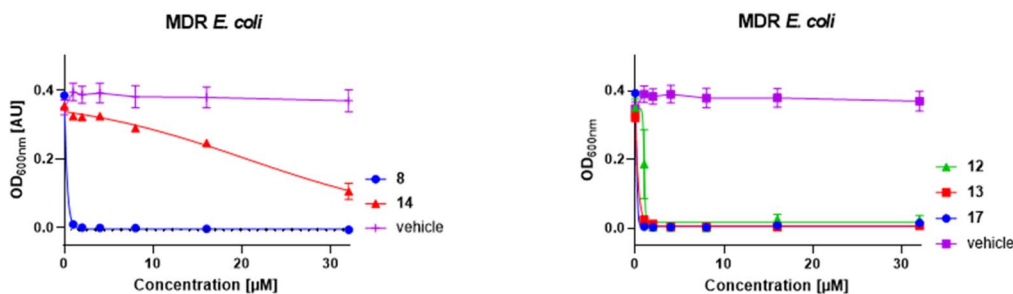 MDR E. coli
OD600nm [AU]
0.4
0.2
0.0
0
10
20
30
Concentration [µM]
8
14
vehicle
MDR E. coli
OD600nm
0.4
0.2
0.0
0
10
20
30
Concentration [µM]
12
13
17
vehicle